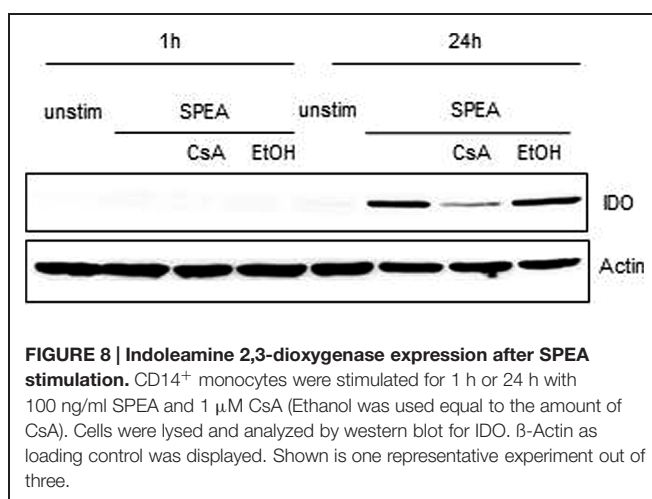 1h 24h
unstim SPEA unstim SPEA
CsA EtOH CsA EtOH
IDO
Actin
FIGURE 8 | Indoleamine 2,3-dioxygenase expression after SPEA
stimulation. CD14⁺ monocytes were stimulated for 1 h or 24 h with
100 ng/ml SPEA and 1 μM CsA (Ethanol was used equal to the amount of
CsA). Cells were lysed and analyzed by western blot for IDO. ß-Actin as
loading control was displayed. Shown is one representative experiment out of
three.